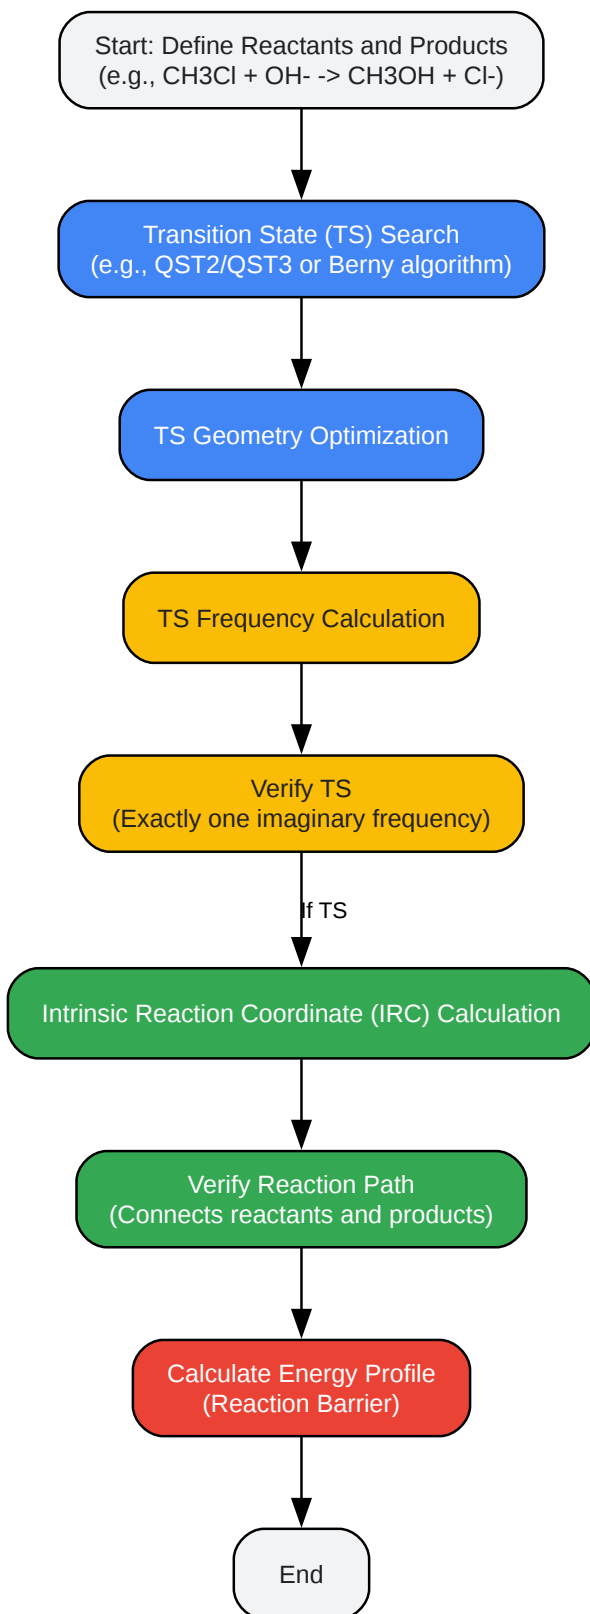 Start: Define Reactants and Products
(e.g., CH3Cl + OH- -> CH3OH + Cl-)
Transition State (TS) Search
(e.g., QST2/QST3 or Berny algorithm)
TS Geometry Optimization
TS Frequency Calculation
Verify TS
(Exactly one imaginary frequency)
If TS
Intrinsic Reaction Coordinate (IRC) Calculation
Verify Reaction Path
(Connects reactants and products)
Calculate Energy Profile
(Reaction Barrier)
End